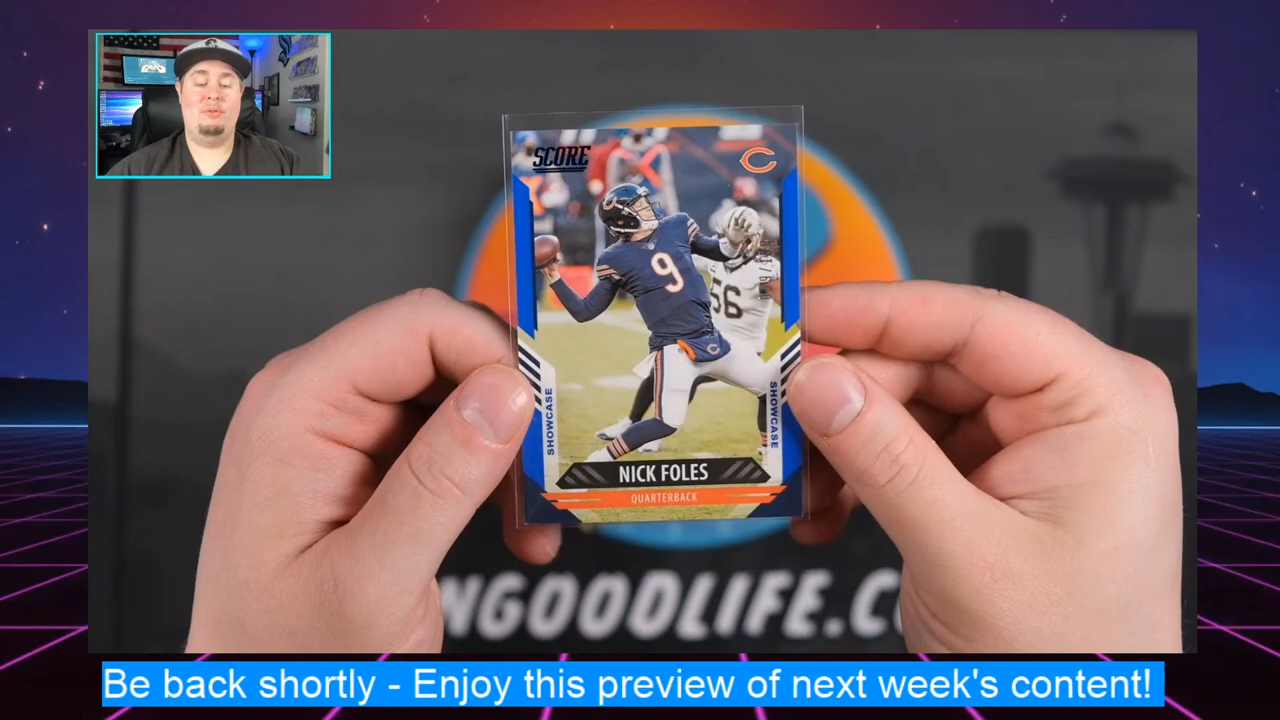 SCORE
9
56
SHOWCASE
SHOWCASE
NICK FOLES
QUARTERBACK
NGOODLIFE.C
Be back shortly - Enjoy this preview of next week's content!